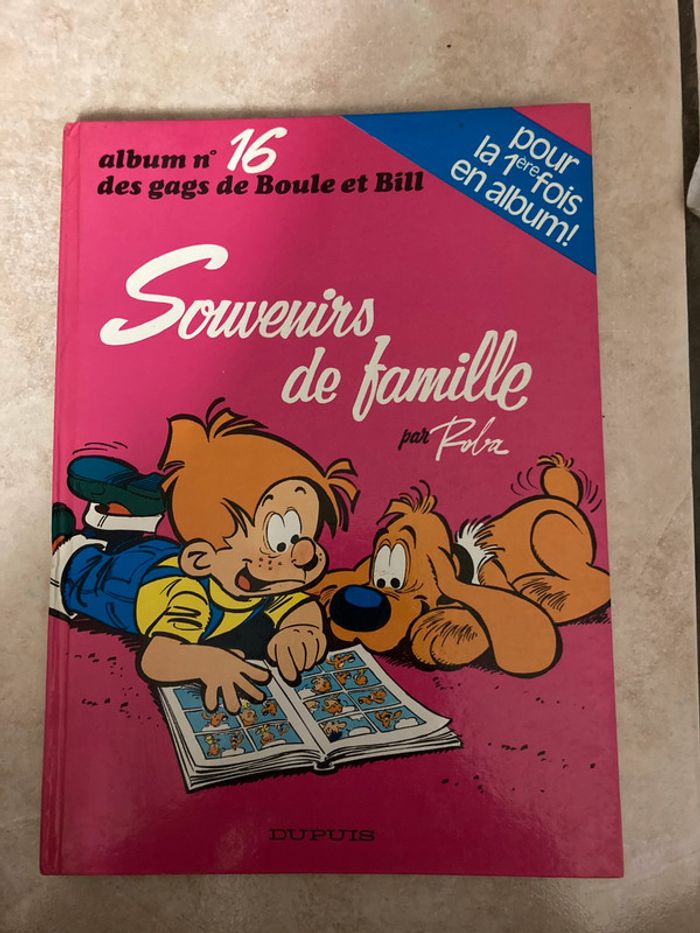 album n° 16
des gags de Boule et Bill
pour
la 1ère fois
en album!
Souvenirs
de famille
par Roba
DUPUIS